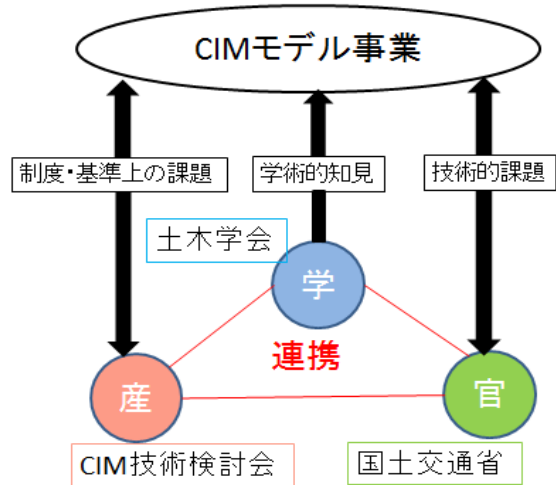 CIMモデル事業
制度・基準上の課題
学術的知見
技術的課題
土木学会
学
連携
産
官
CIM技術検討会
国土交通省